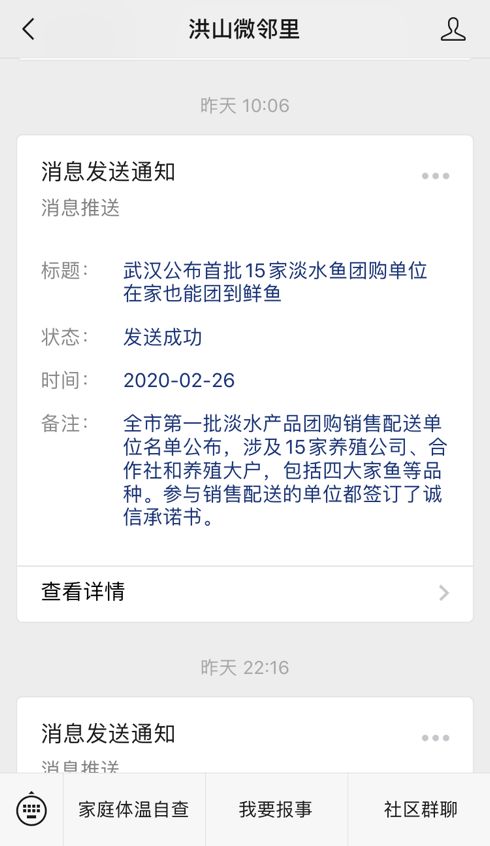 洪山微邻里
昨天 10:06
消息发送通知
消息推送
标题：
武汉公布首批15家淡水鱼团购单位
在家也能团到鲜鱼
状态：
发送成功
时间：
2020-02-26
备注：
全市第一批淡水产品团购销售配送单
位名单公布，涉及15家养殖公司、合
作社和养殖大户，包括四大家鱼等品
种。参与销售配送的单位都签订了诚
信承诺书。
查看详情
昨天 22:16
消息发送通知
消息推送
家庭体温自查
我要报事
社区群聊